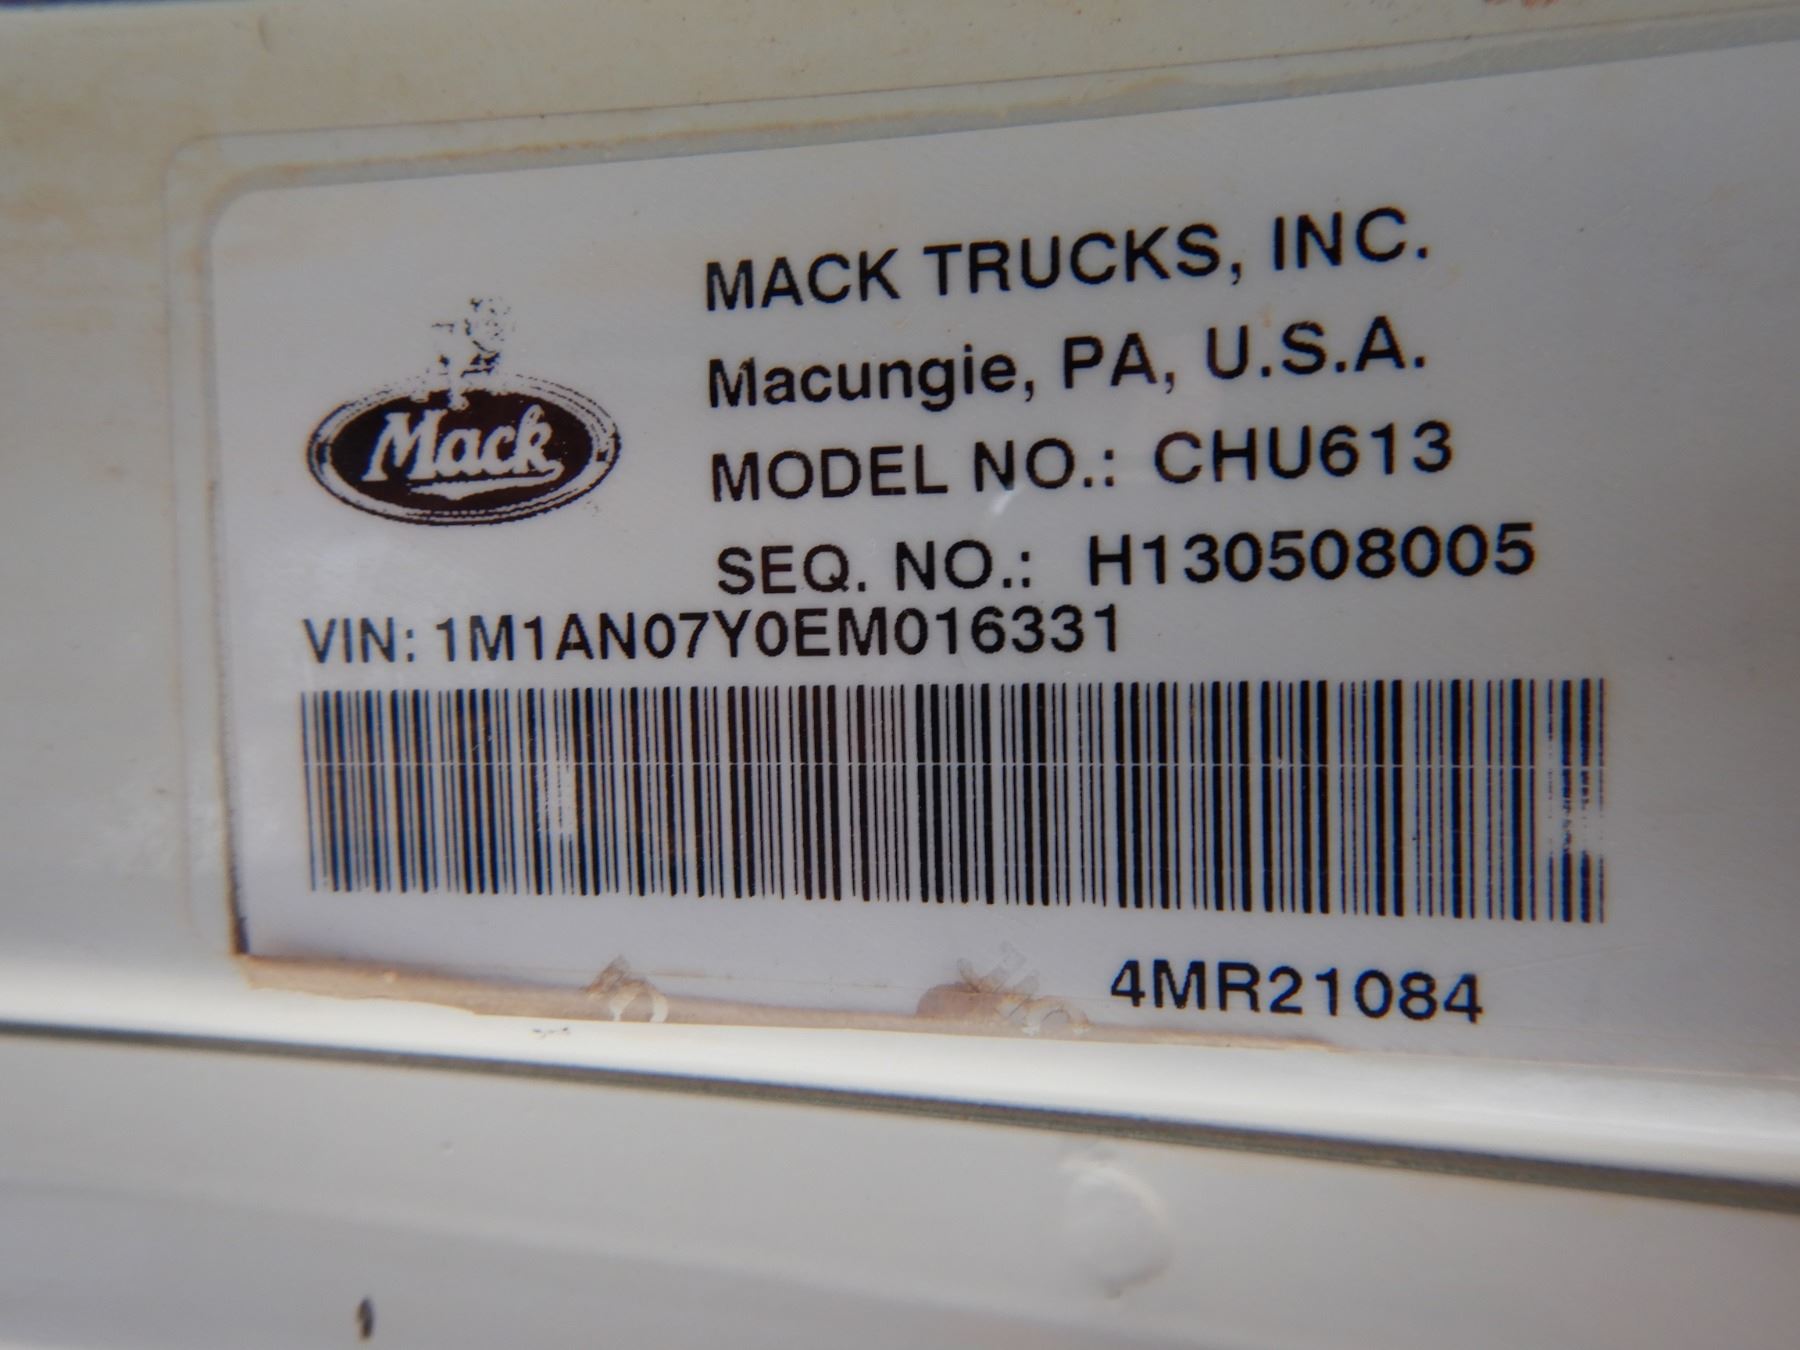 MACK TRUCKS, INC.
Macungie, PA, U.S.A.
Mack
MODEL NO.: CHU613
SEQ. NO.: H130508005
VIN: 1M1AN07Y0EM016331
4MR21084